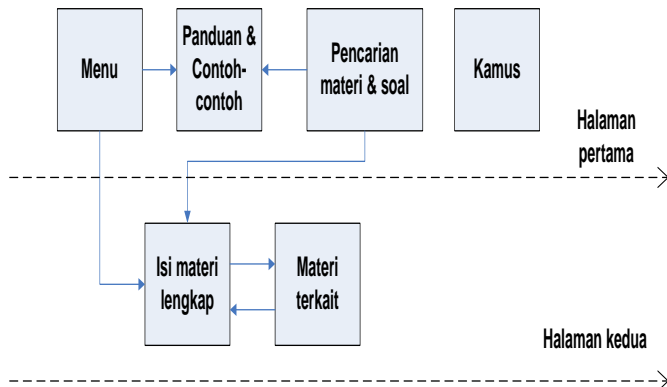 Menu
Panduan &
Contoh-
contoh
Pencarian
materi & soal
Kamus
Halaman
pertama
Isi materi
lengkap
Materi
terkait
Halaman kedua